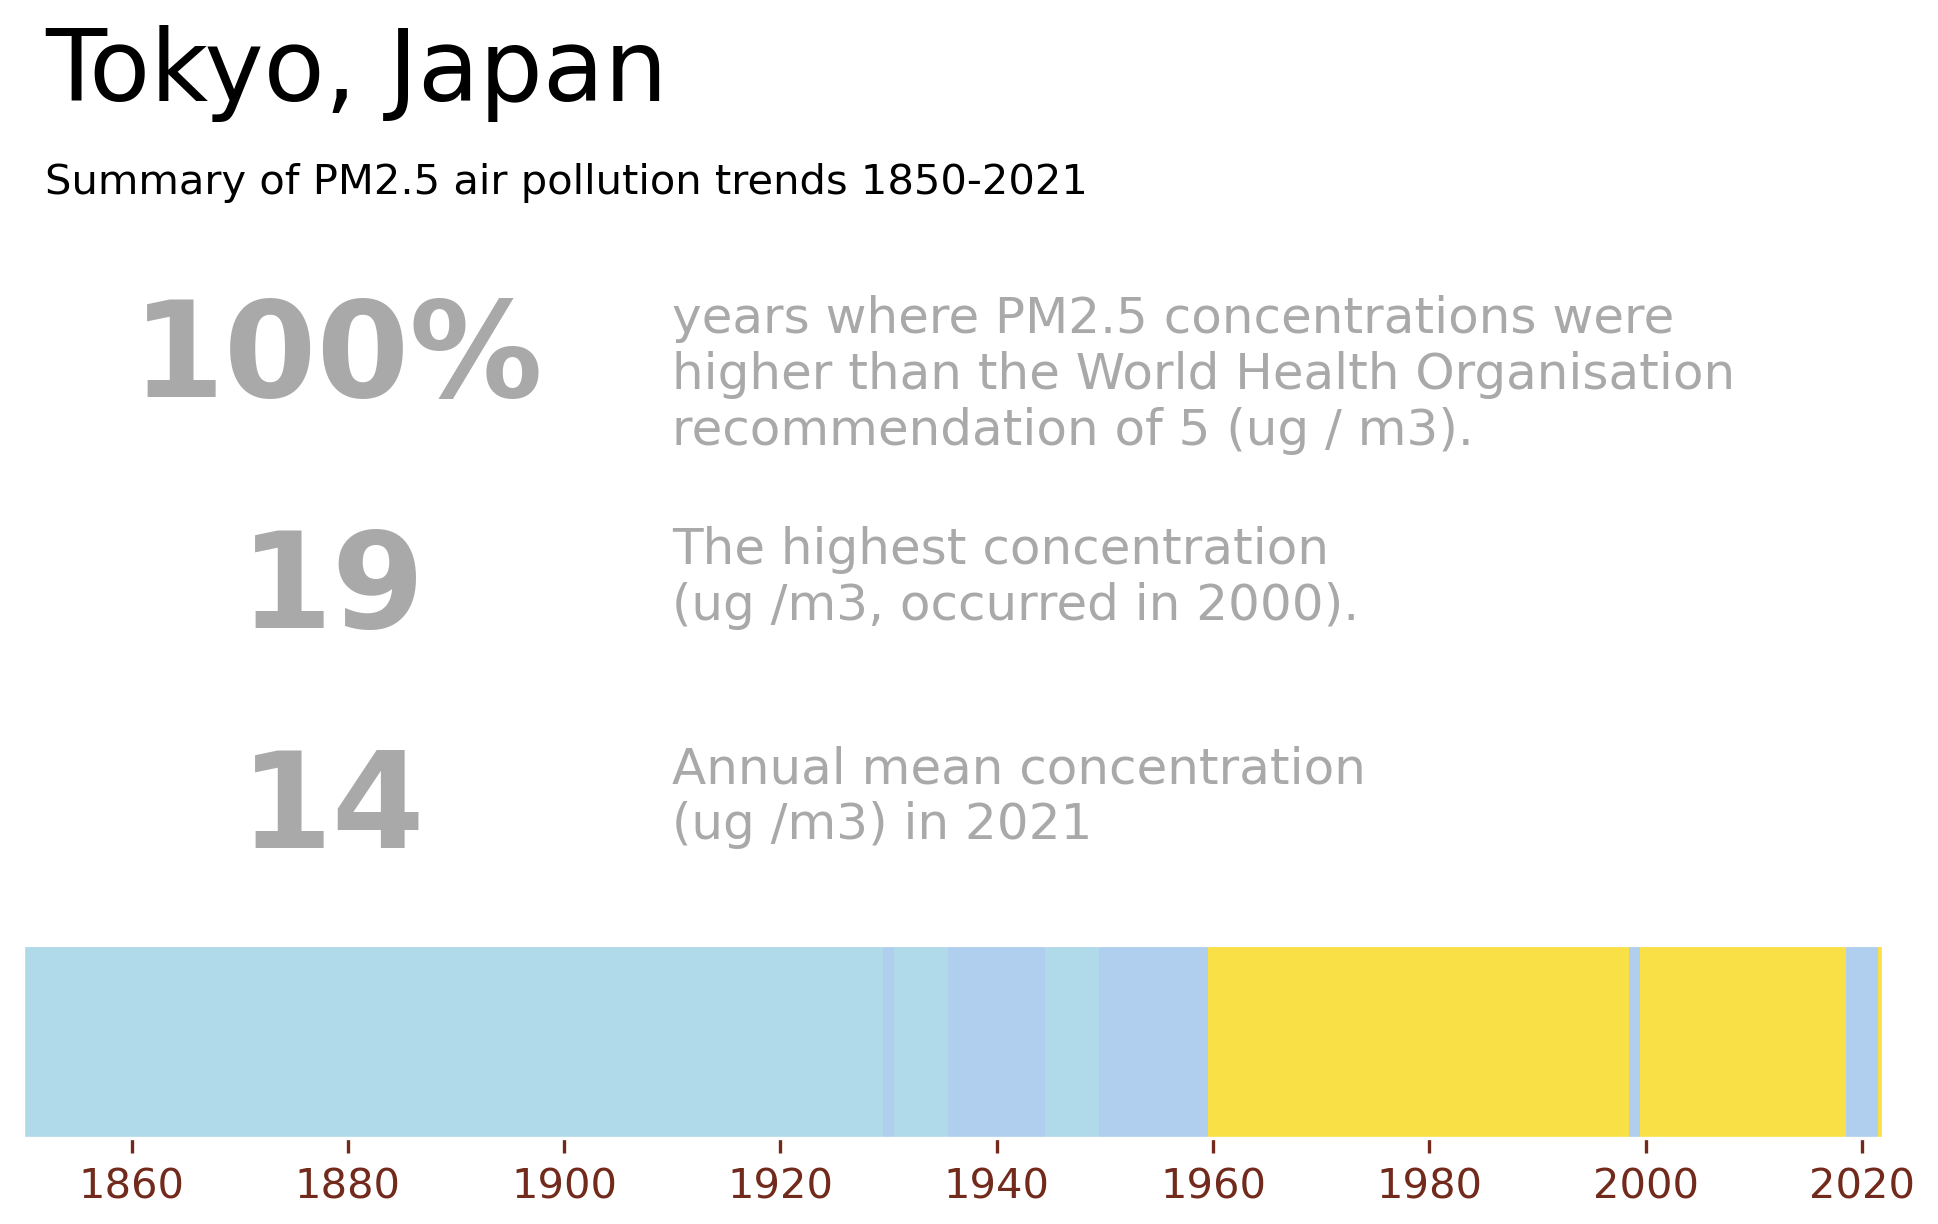 Tokyo, Japan
Summary of PM2.5 air pollution trends 1850-2021
100%
years where PM2.5 concentrations were
higher than the World Health Organisation
recommendation of 5 (ug / m3).
19
The highest concentration
(ug /m3, occurred in 2000).
14
Annual mean concentration
(ug /m3) in 2021
1860 1880 1900 1920 1940 1960 1980 2000 2020